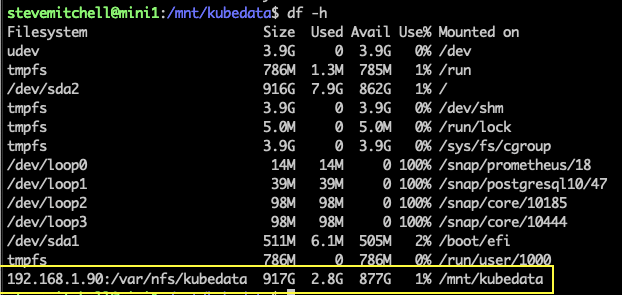 stevemitchell@mini1:/mnt/kubedata$ df -h
Filesystem Size Used Avail Use% Mounted on
udev 3.9G 0 3.9G 0% /dev
tmpfs 786M 1.3M 785M 1% /run
/dev/sda2 916G 7.9G 862G 1% /
tmpfs 3.9G 0 3.9G 0% /dev/shm
tmpfs 5.0M 0 5.0M 0% /run/lock
tmpfs 3.9G 0 3.9G 0% /sys/fs/cgroup
/dev/loop0 14M 14M 0 100% /snap/prometheus/18
/dev/loop1 39M 39M 0 100% /snap/postgresql10/47
/dev/loop2 98M 98M 0 100% /snap/core/10185
/dev/loop3 98M 98M 0 100% /snap/core/10444
/dev/sda1 511M 6.1M 505M 2% /boot/efi
tmpfs 786M 0 786M 0% /run/user/1000
192.168.1.90:/var/nfs/kubedata 917G 2.8G 877G 1% /mnt/kubedata